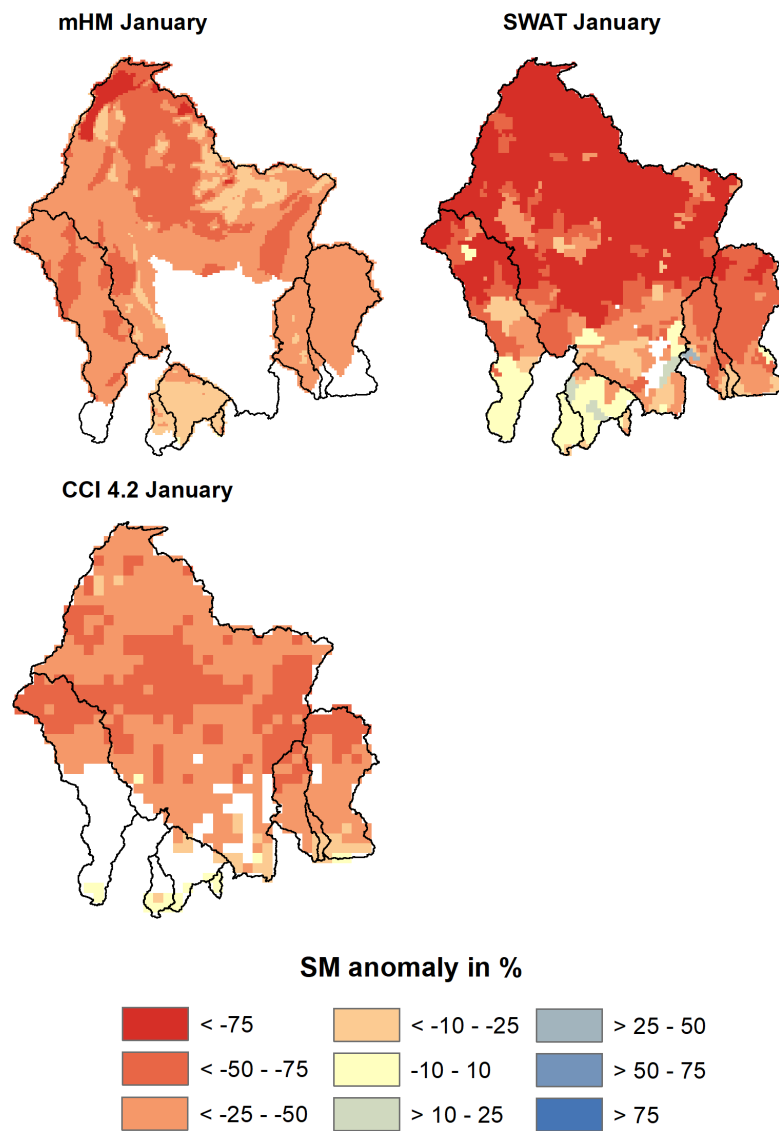 mHM January
SWAT January
CCI 4.2 January
SM anomaly in %
< -75
< -10 - -25
> 25 - 50
< -50 - -75
-10 - 10
> 50 - 75
< -25 - -50
> 10 - 25
> 75